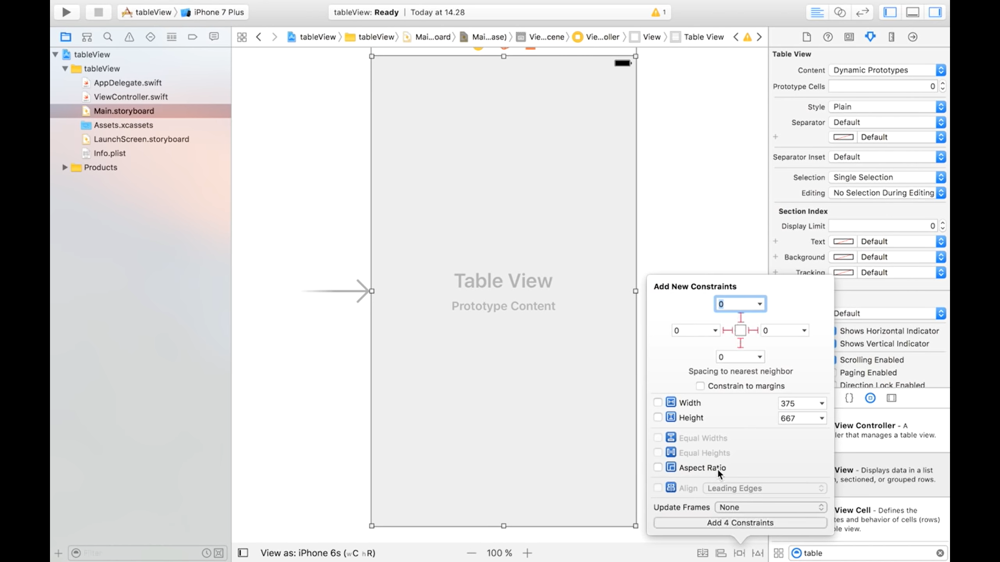 tableView
iPhone 7 Plus
tableView: Ready | Today at 14.28
1
tableView
tableView
Mai...oard
Mai...ase)
Vie...cene
Vie...oller
View
Table View
tableView
tableView
AppDelegate.swift
ViewController.swift
Main.storyboard
Assets.xcassets
LaunchScreen.storyboard
Info.plist
Products
Filter
Table View
Prototype Content
View as: iPhone 6s (wC hR)
100 %
Table View
Content Dynamic Prototypes
Prototype Cells 0
Style Plain
Separator Default
Default
Separator Inset Default
Selection Single Selection
Editing No Selection During Editing
Section Index
Display Limit 0
Text Default
Background Default
Tracking Default
Default
Shows Horizontal Indicator
Shows Vertical Indicator
Scrolling Enabled
Paging Enabled
Direction Lock Enabled
Add New Constraints
0
0 0
0
Spacing to nearest neighbor
Constrain to margins
Width 375
Height 667
Equal Widths
Equal Heights
Aspect Ratio
Align Leading Edges
Update Frames None
Add 4 Constraints
View Controller - A
ler that manages a table view.
View - Displays data in a list
, sectioned, or grouped rows.
View Cell - Defines the
tes and behavior of cells (rows)
ble view.
table